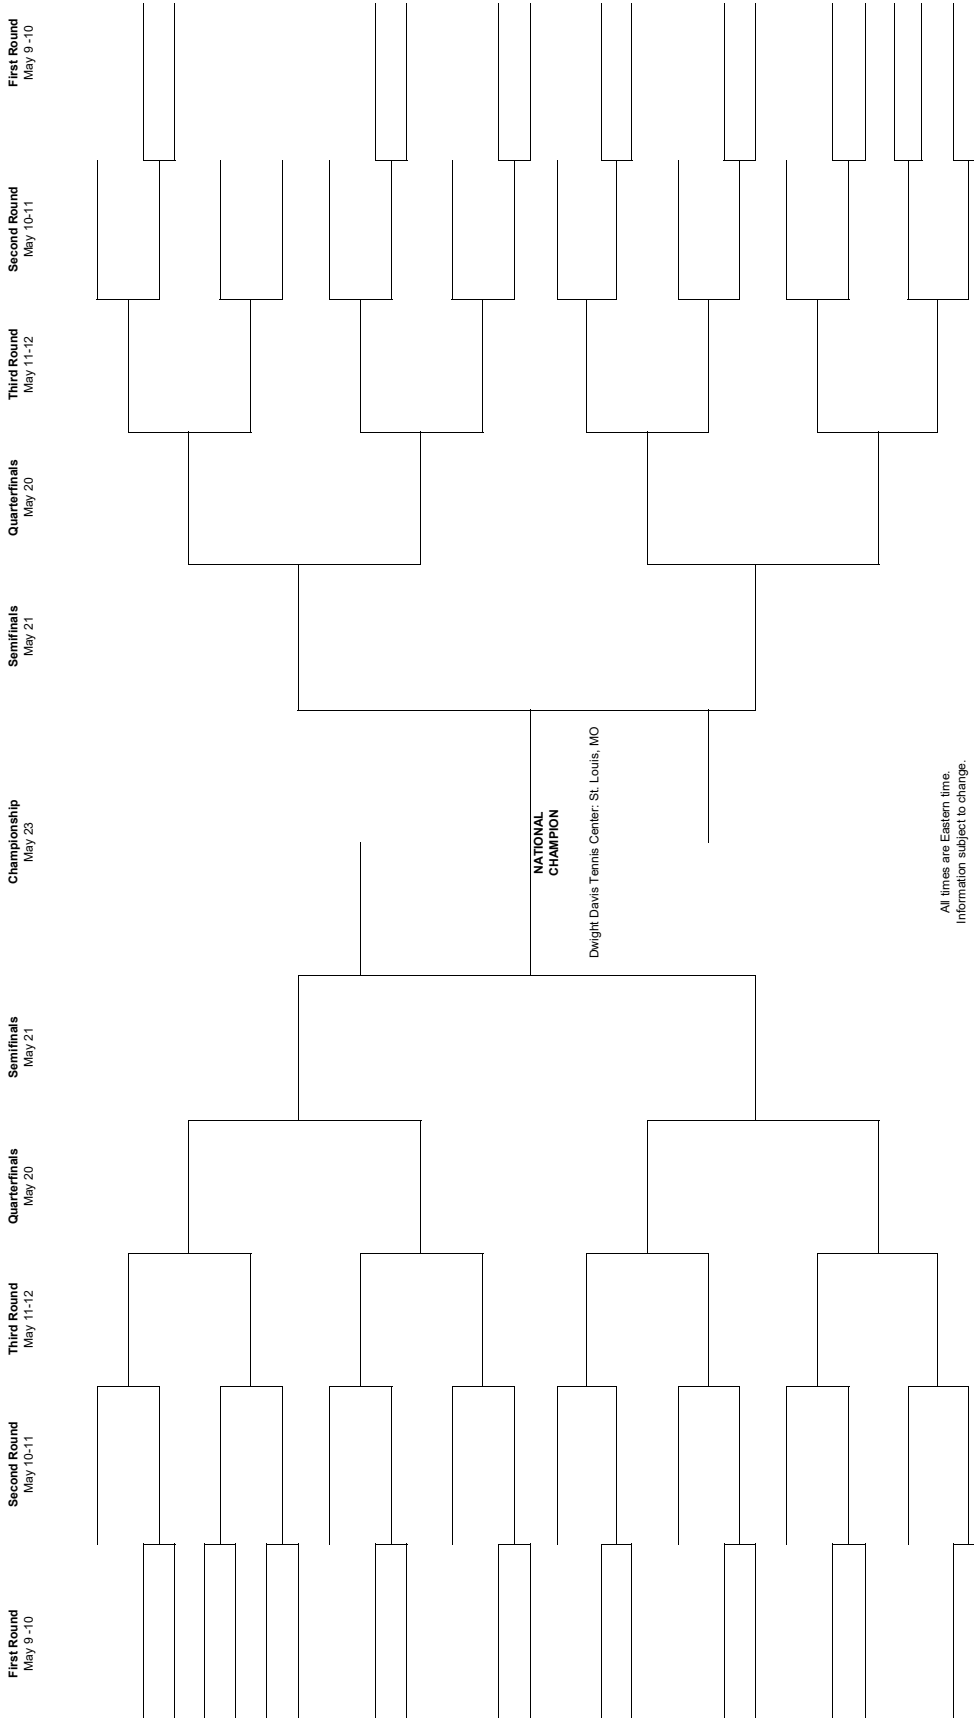 First Round
May 9 -10
Second Round
May 10-11
Third Round
May 11-12
Quarterfinals
May 20
Semifinals
May 21
Championship
May 23
Semifinals
May 21
Quarterfinals
May 20
Third Round
May 11-12
Second Round
May 10-11
First Round
May 9 -10
NATIONAL
CHAMPION
Dwight Davis Tennis Center: St. Louis, MO
All times are Eastern time.
Information subject to change.